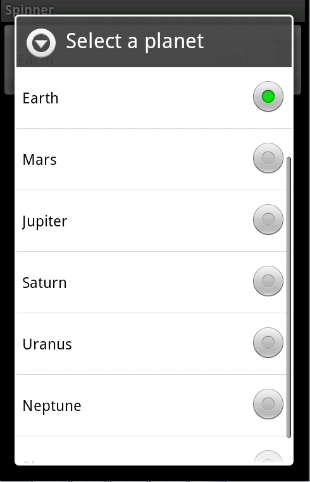 Spinner
Select a planet
Earth
Mars
Jupiter
Saturn
Uranus
Neptune